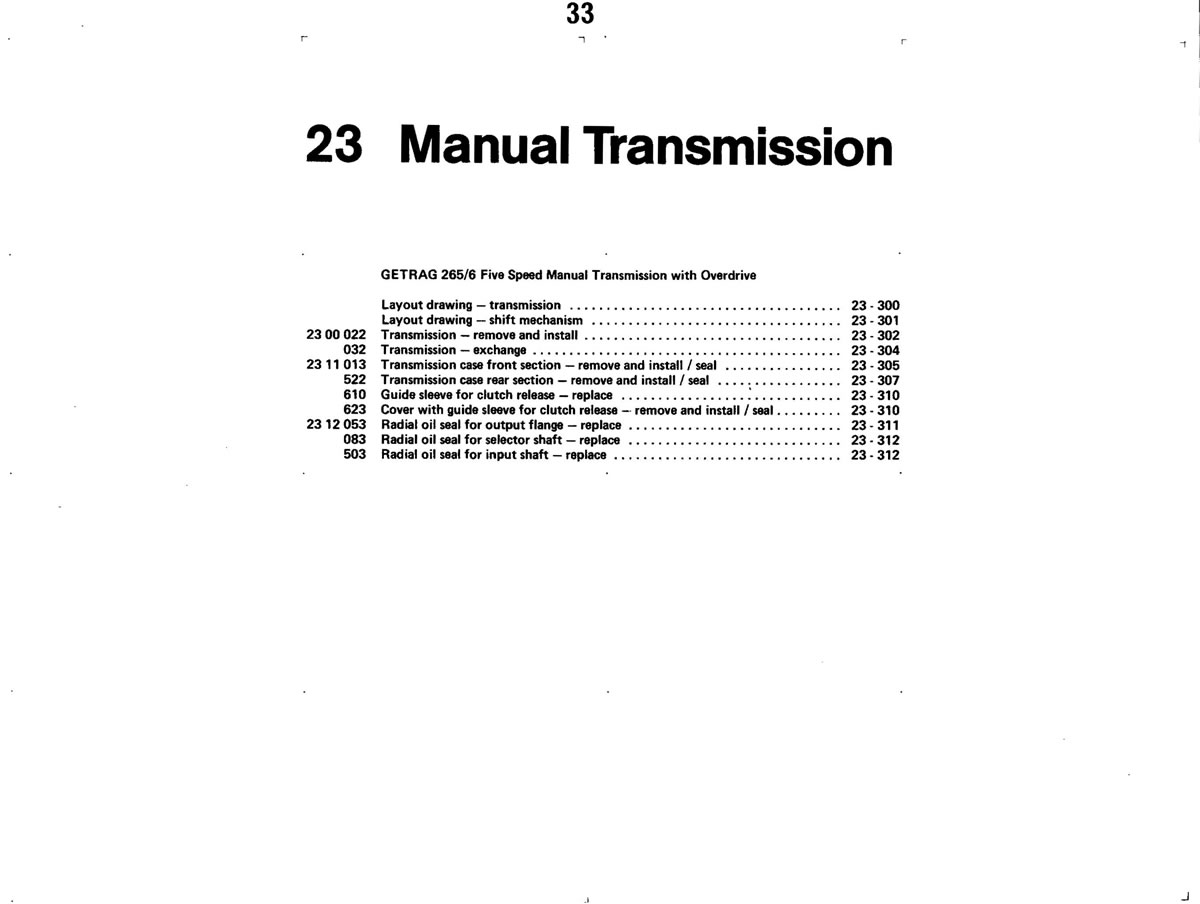 33
23 Manual Transmission
GETRAG 265/6 Five Speed Manual Transmission with Overdrive
Layout drawing — transmission .................................... 23 - 300
Layout drawing — shift mechanism ................................. 23 - 301
23 00 022 Transmission — remove and install .................................. 23 - 302
032 Transmission — exchange ......................................... 23 - 304
23 11 013 Transmission case front section — remove and install / seal ................ 23 - 305
522 Transmission case rear section — remove and install / seal ................. 23 - 307
610 Guide sleeve for clutch release — replace .............................. 23 - 310
623 Cover with guide sleeve for clutch release — remove and install / seal ......... 23 - 310
23 12 053 Radial oil seal for output flange — replace ............................. 23 - 311
083 Radial oil seal for selector shaft — replace ............................. 23 - 312
503 Radial oil seal for input shaft — replace ............................... 23 - 312